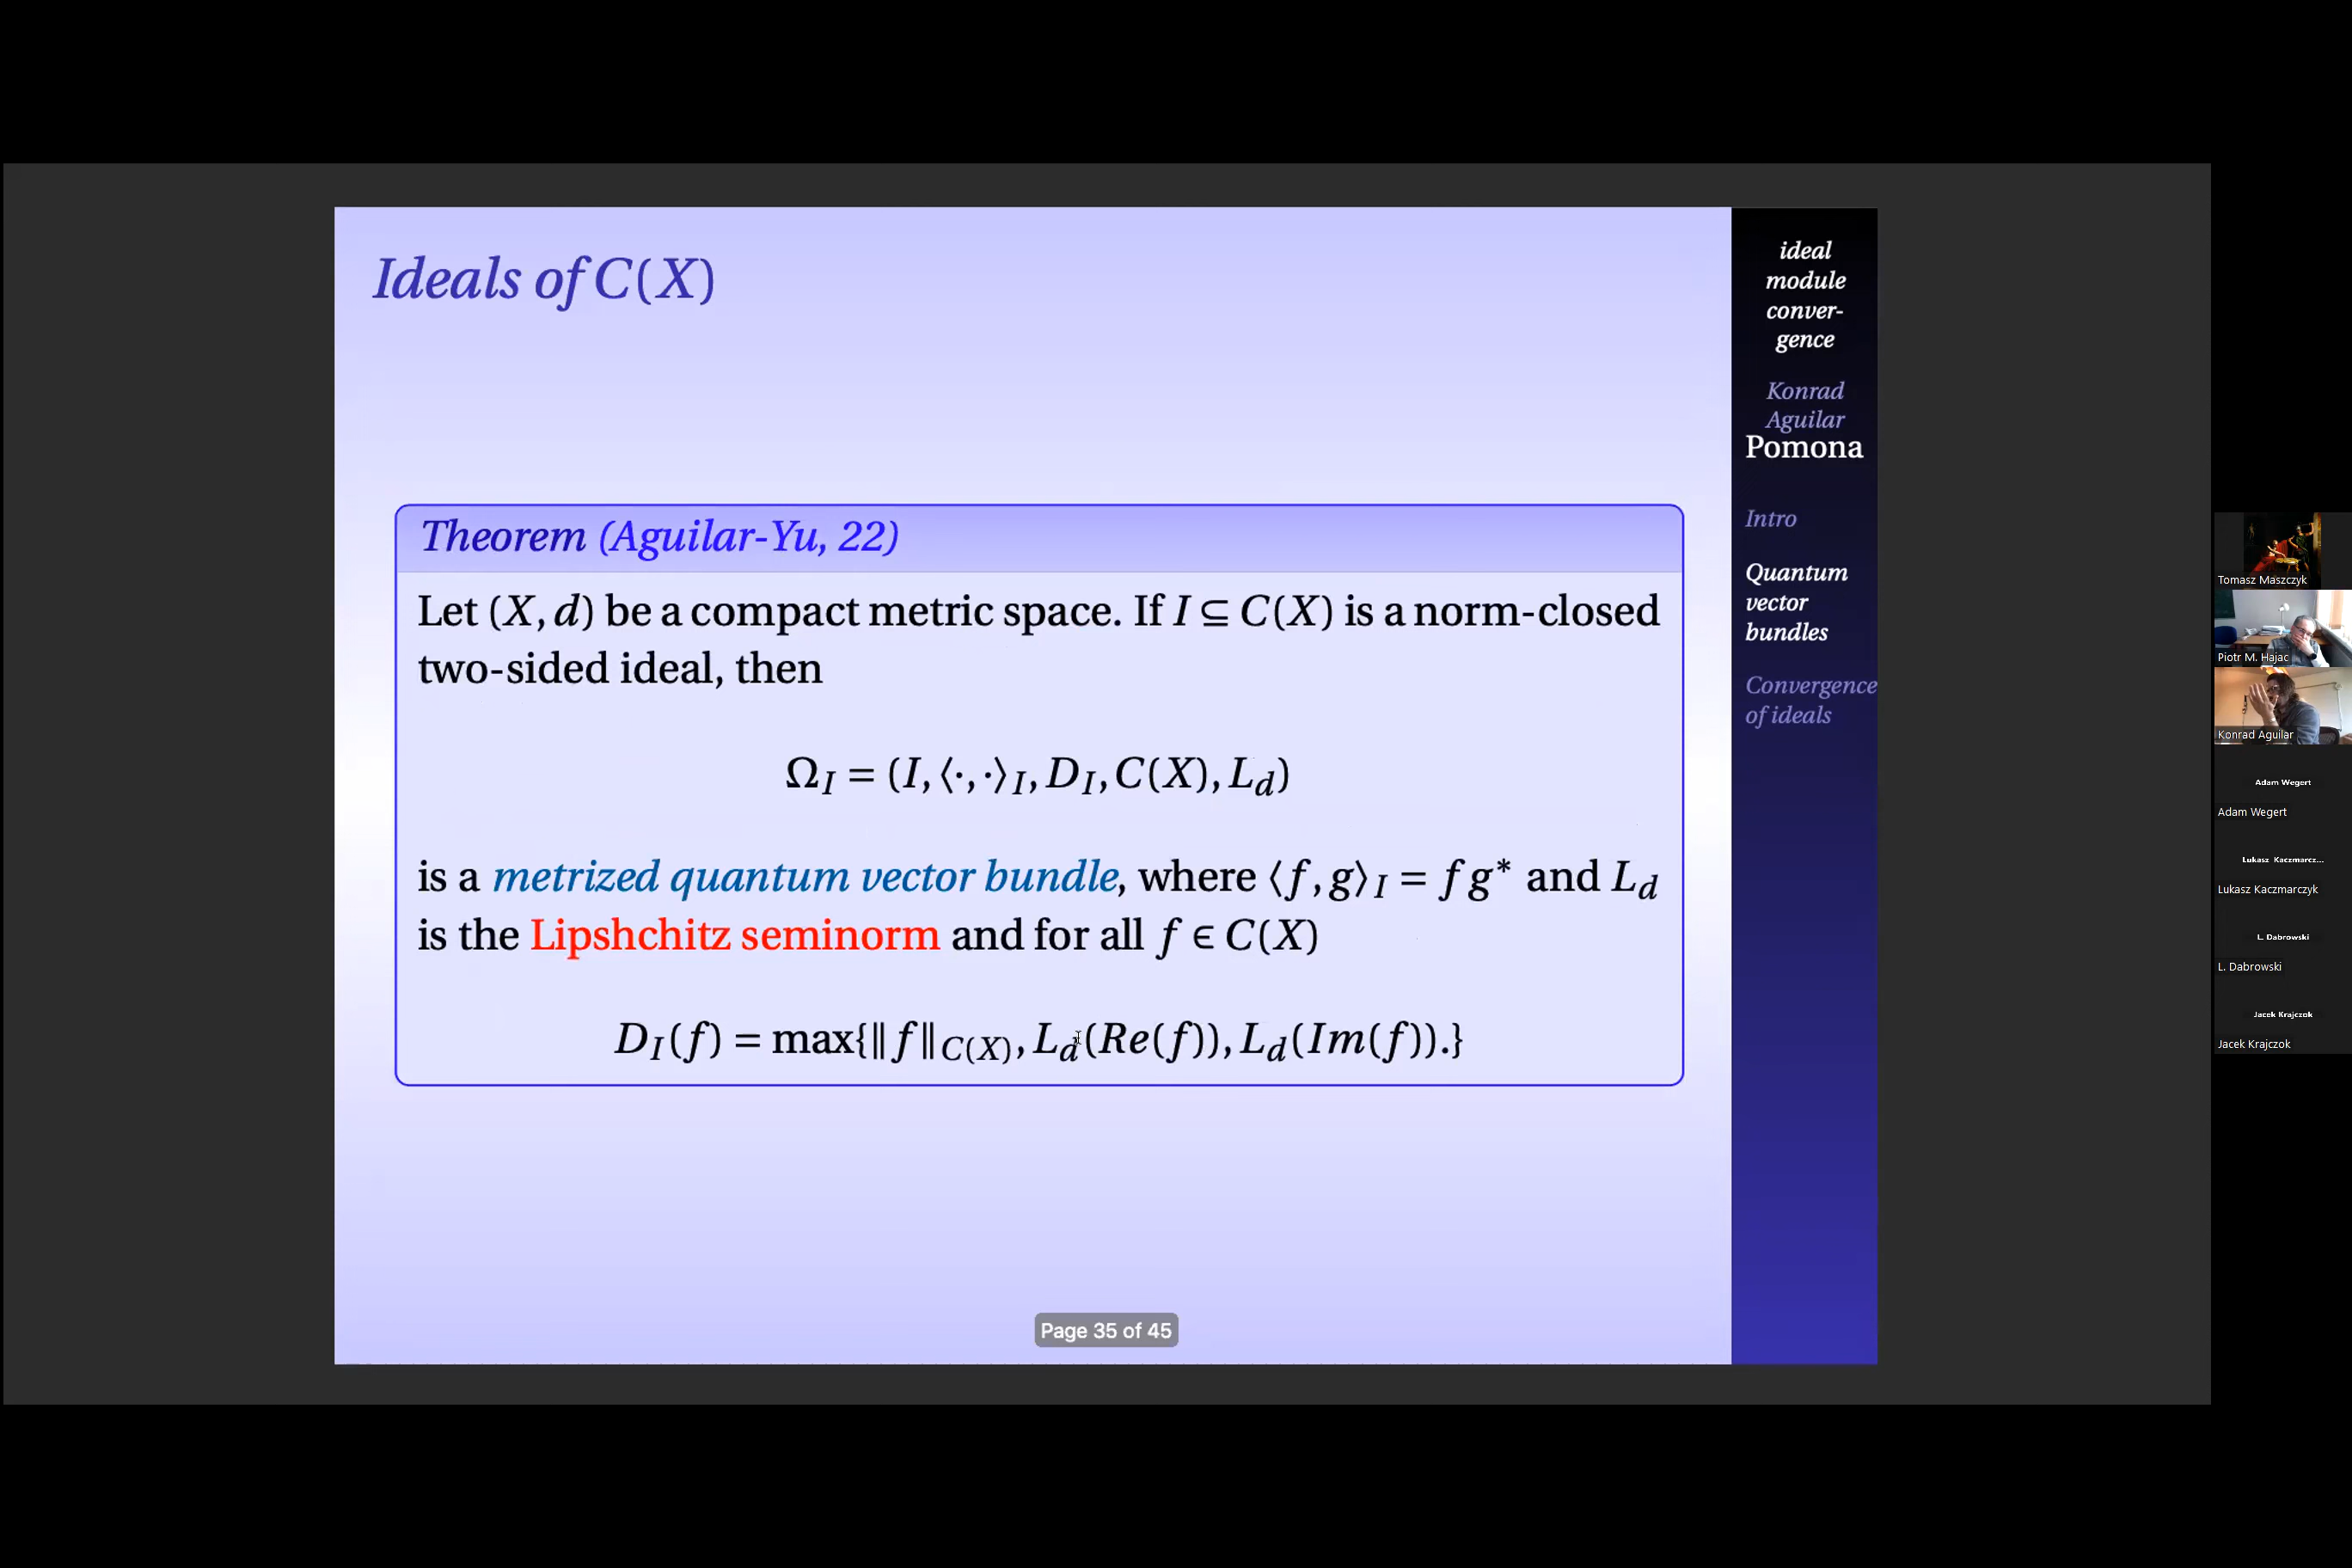 Ideals of C(X)
Theorem (Aguilar-Yu, 22)
Let (X, d) be a compact metric space. If I ⊆ C(X) is a norm-closed
two-sided ideal, then
Ω_I = (I, ⟨·, ·⟩_I, D_I, C(X), L_d)
is a metrized quantum vector bundle, where ⟨f, g⟩_I = f g* and L_d
is the Lipshchitz seminorm and for all f ∈ C(X)
D_I(f) = max{‖f‖_{C(X)}, L_d(Re(f)), L_d(Im(f)).}
Page 35 of 45
ideal
module
conver-
gence
Konrad
Aguilar
Pomona
Intro
Quantum
vector
bundles
Convergence
of ideals
Tomasz Maszczyk
Piotr M. Hajac
Konrad Aguilar
Adam Wegert
Adam Wegert
Lukasz Kaczmarcz...
Lukasz Kaczmarczyk
L. Dabrowski
L. Dabrowski
Jacek Krajczok
Jacek Krajczok